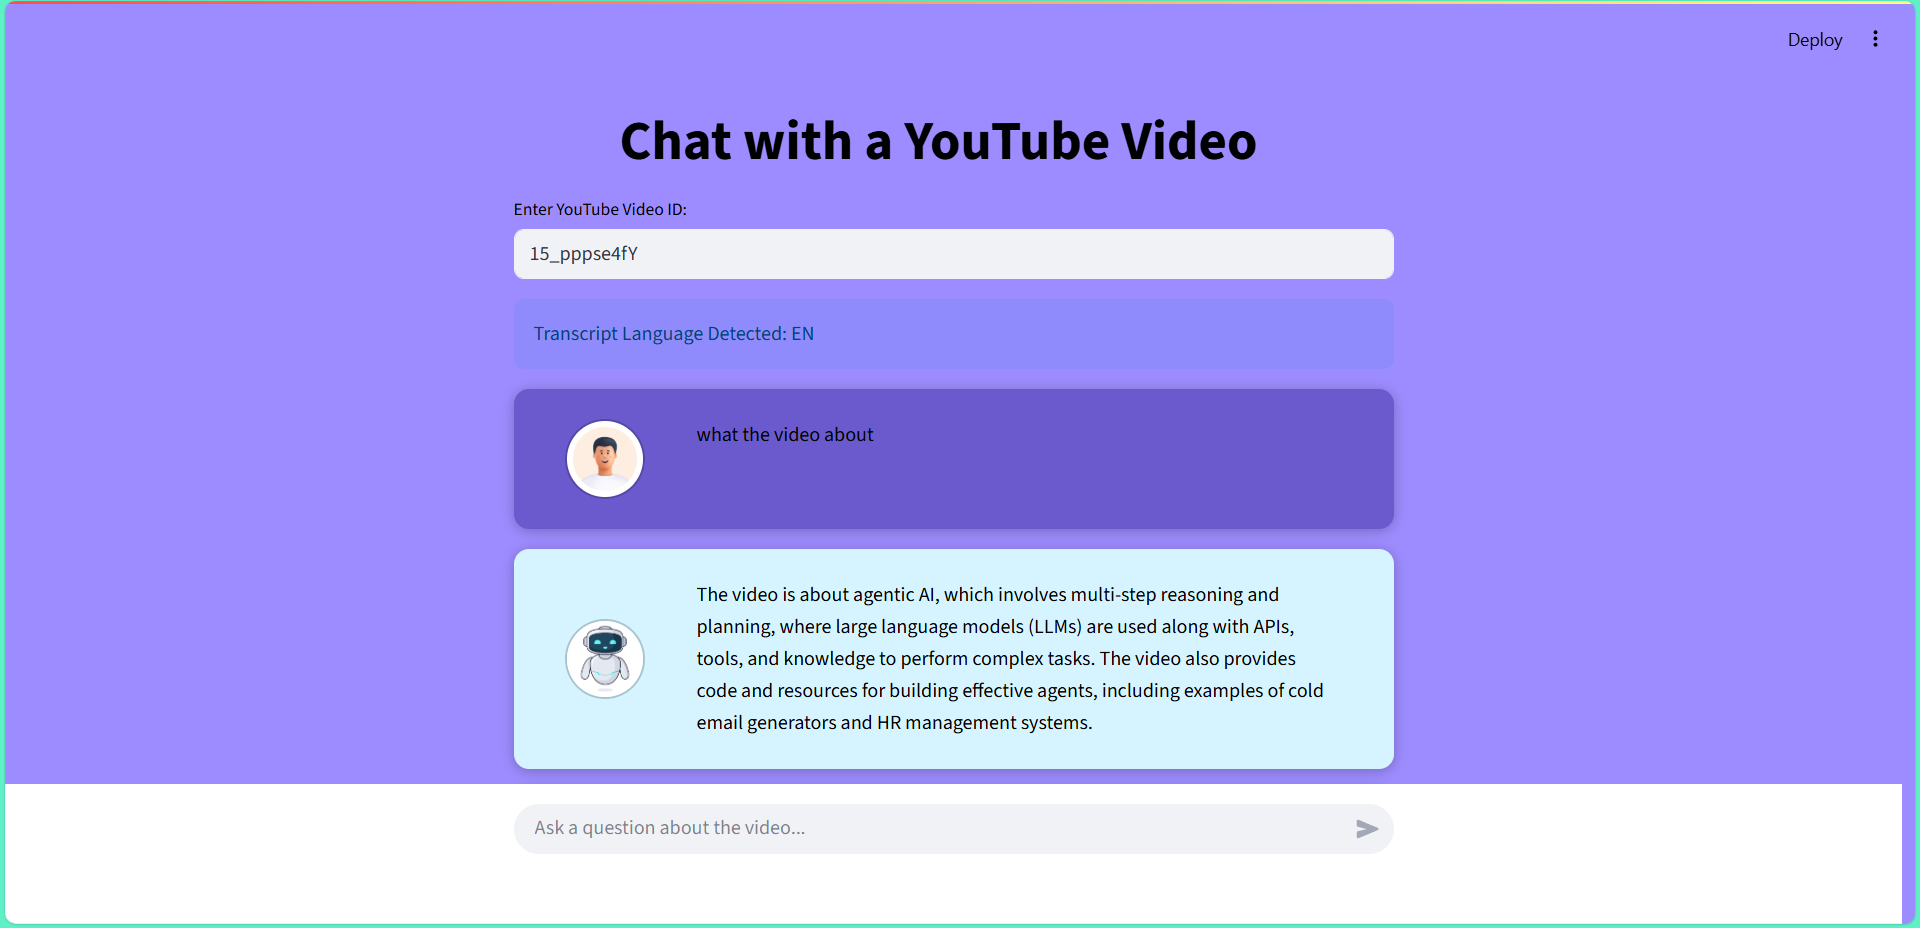 Deploy
Chat with a YouTube Video
Enter YouTube Video ID:
15_pppse4fY
Transcript Language Detected: EN
what the video about
The video is about agentic AI, which involves multi-step reasoning and
planning, where large language models (LLMs) are used along with APIs,
tools, and knowledge to perform complex tasks. The video also provides
code and resources for building effective agents, including examples of cold
email generators and HR management systems.
Ask a question about the video...